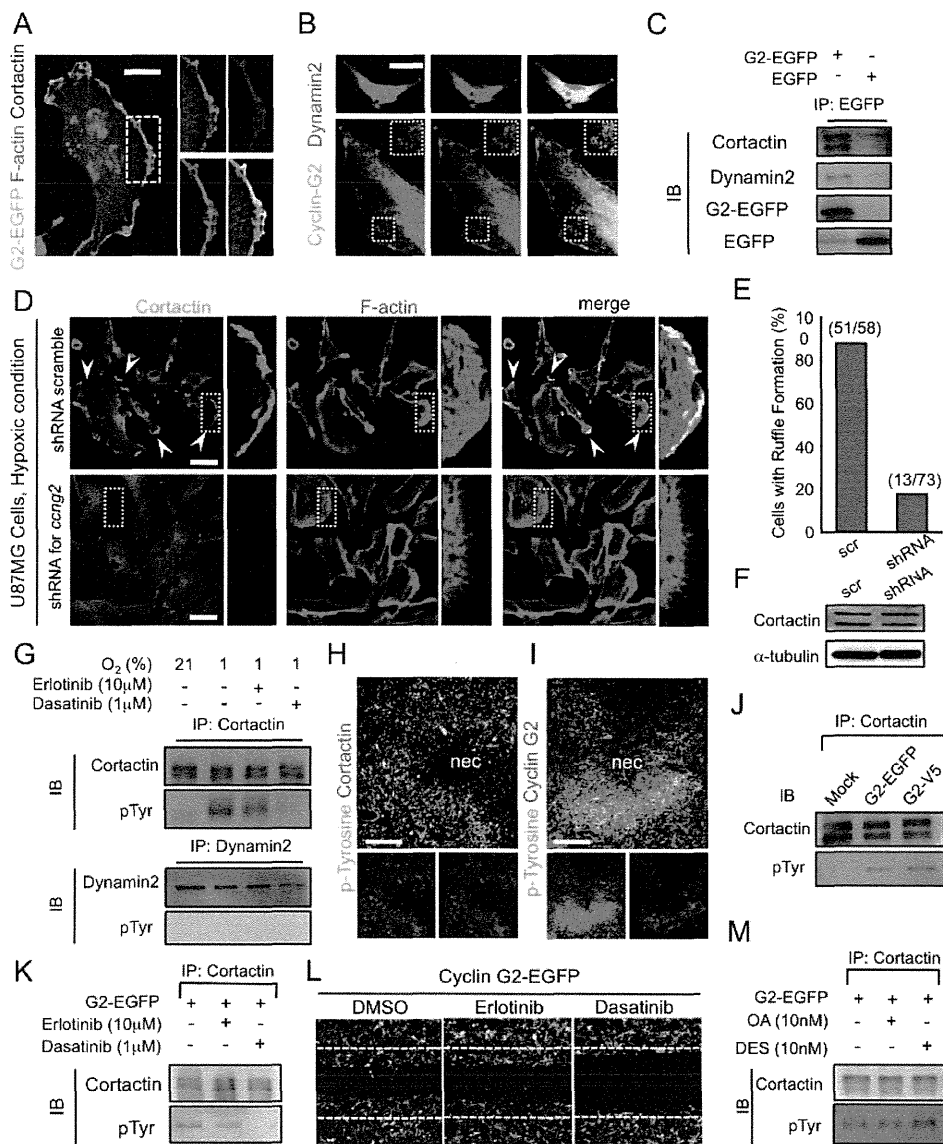 A
G2-EGFP F-actin Cortactin
B
Cyclin-G2 Dynamin2
C
G2-EGFP + -
EGFP - +
IP: EGFP
IB
Cortactin
Dynamin2
G2-EGFP
EGFP
D
U87MG Cells, Hypoxic condition
shRNA scramble
shRNA for ccng2
Cortactin
F-actin
merge
E
Cells with Ruffle Formation (%)
10
0
80
60
40
20
0
(51/58)
(13/73)
scr
shRNA
F
scr
shRNA
Cortactin
α-tubulin
G
O2 (%) 21 1 1 1
Erlotinib (10μM) - - + -
Dasatinib (1μM) - - - +
IP: Cortactin
IB
Cortactin
pTyr
IP: Dynamin2
IB
Dynamin2
pTyr
H
p-Tyrosine Cortactin
nec
I
p-Tyrosine Cyclin G2
nec
J
IP: Cortactin
IB
Mock
G2-EGFP
G2-V5
Cortactin
pTyr
K
IP: Cortactin
G2-EGFP + + +
Erlotinib (10μM) - + -
Dasatinib (1μM) - - +
IB
Cortactin
pTyr
L
Cyclin G2-EGFP
DMSO
Erlotinib
Dasatinib
M
IP: Cortactin
G2-EGFP + + +
OA (10nM) - + -
DES (10nM) - - +
IB
Cortactin
pTyr